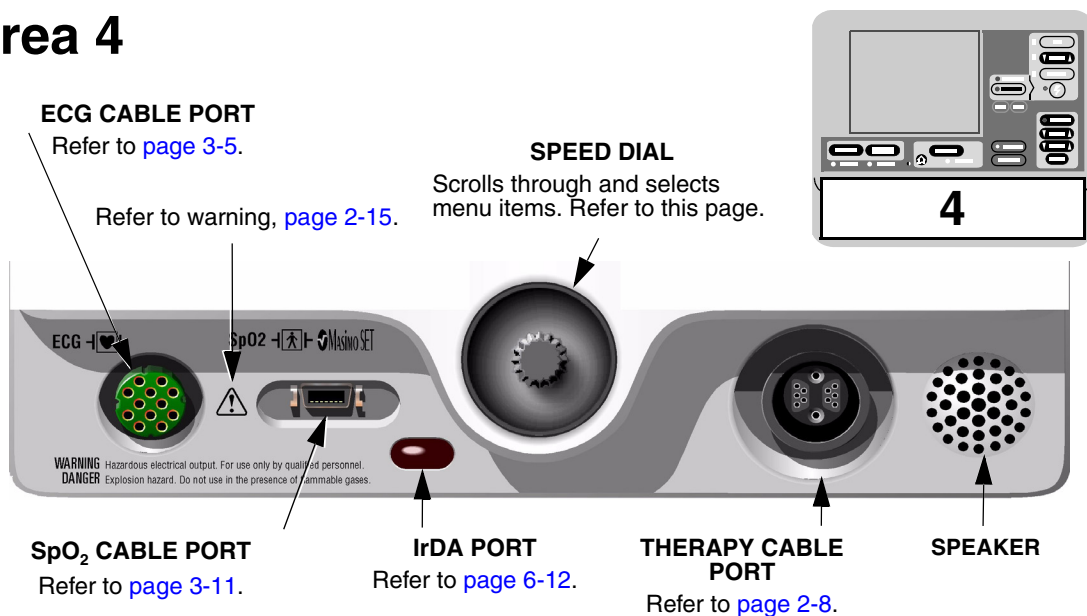 rea 4
ECG CABLE PORT
Refer to page 3-5.
Refer to warning, page 2-15.
SPEED DIAL
Scrolls through and selects
menu items. Refer to this page.
4
ECG
SpO2
Masimo SET
WARNING Hazardous electrical output. For use only by qualified personnel.
DANGER Explosion hazard. Do not use in the presence of flammable gases.
SpO₂ CABLE PORT
Refer to page 3-11.
IrDA PORT
Refer to page 6-12.
THERAPY CABLE
PORT
Refer to page 2-8.
SPEAKER